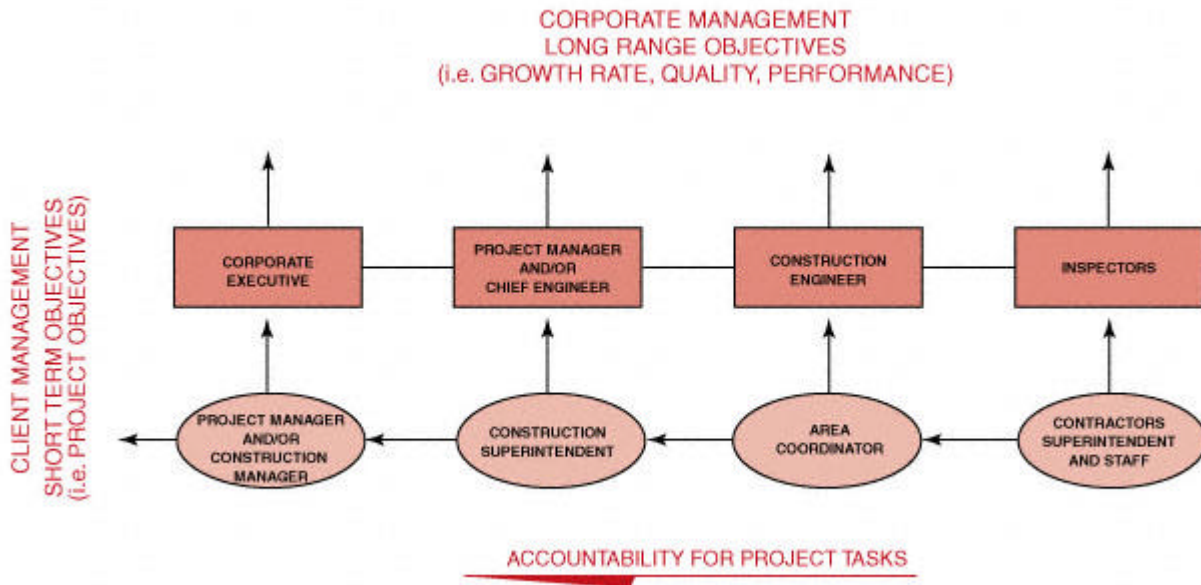 CORPORATE MANAGEMENT
LONG RANGE OBJECTIVES
(i.e. GROWTH RATE, QUALITY, PERFORMANCE)
CLIENT MANAGEMENT
SHORT TERM OBJECTIVES
(i.e. PROJECT OBJECTIVES)
CORPORATE
EXECUTIVE
PROJECT MANAGER
AND/OR
CHIEF ENGINEER
CONSTRUCTION
ENGINEER
INSPECTORS
PROJECT MANAGER
AND/OR
CONSTRUCTION
MANAGER
CONSTRUCTION
SUPERINTENDENT
AREA
COORDINATOR
CONTRACTORS
SUPERINTENDENT
AND STAFF
ACCOUNTABILITY FOR PROJECT TASKS